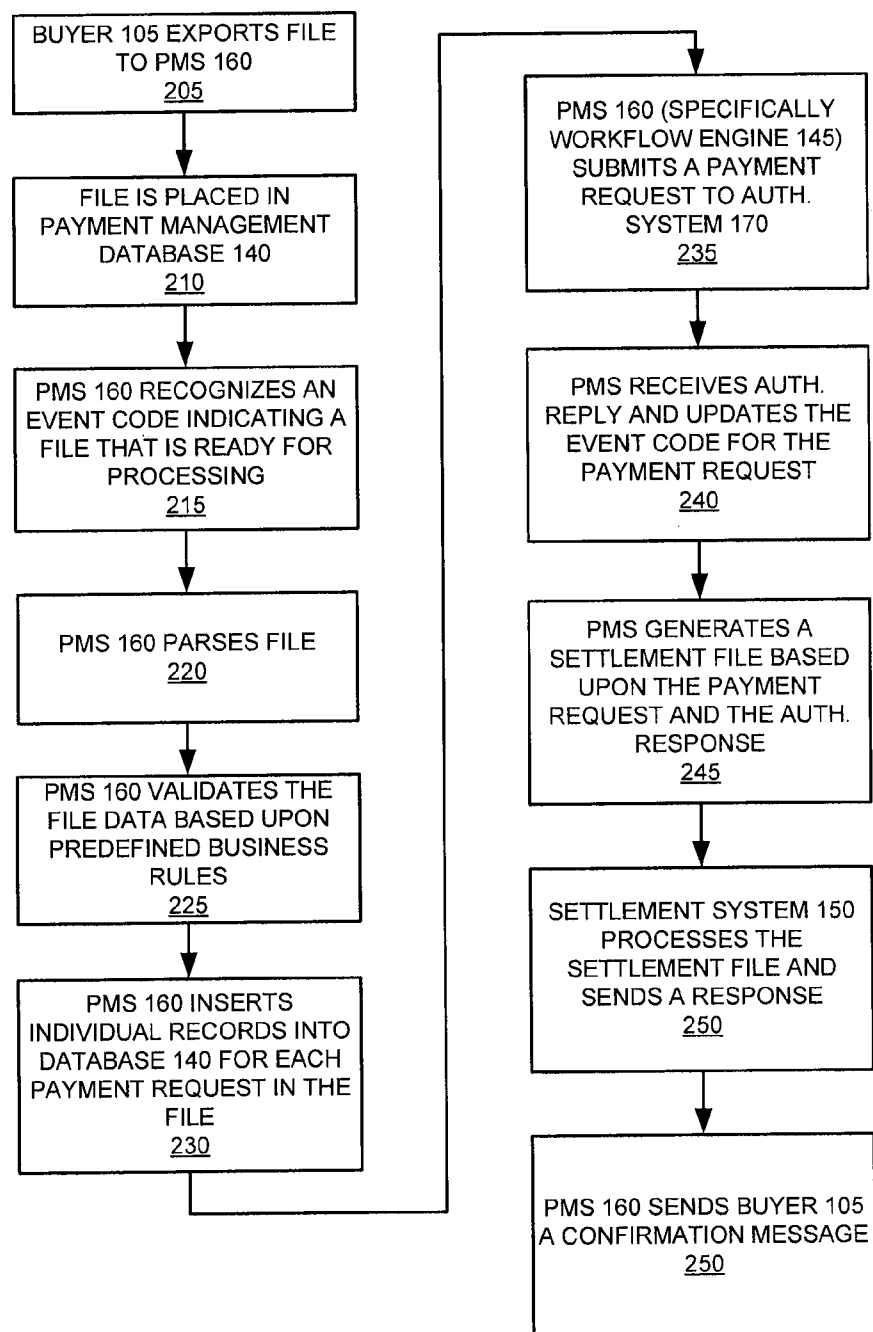 BUYER 105 EXPORTS FILE
TO PMS 160
205
FILE IS PLACED IN
PAYMENT MANAGEMENT
DATABASE 140
210
PMS 160 RECOGNIZES AN
EVENT CODE INDICATING A
FILE THAT IS READY FOR
PROCESSING
215
PMS 160 PARSES FILE
220
PMS 160 VALIDATES THE
FILE DATA BASED UPON
PREDEFINED BUSINESS
RULES
225
PMS 160 INSERTS
INDIVIDUAL RECORDS INTO
DATABASE 140 FOR EACH
PAYMENT REQUEST IN THE
FILE
230
PMS 160 (SPECIFICALLY
WORKFLOW ENGINE 145)
SUBMITS A PAYMENT
REQUEST TO AUTH.
SYSTEM 170
235
PMS RECEIVES AUTH.
REPLY AND UPDATES THE
EVENT CODE FOR THE
PAYMENT REQUEST
240
PMS GENERATES A
SETTLEMENT FILE BASED
UPON THE PAYMENT
REQUEST AND THE AUTH.
RESPONSE
245
SETTLEMENT SYSTEM 150
PROCESSES THE
SETTLEMENT FILE AND
SENDS A RESPONSE
250
PMS 160 SENDS BUYER 105
A CONFIRMATION MESSAGE
250